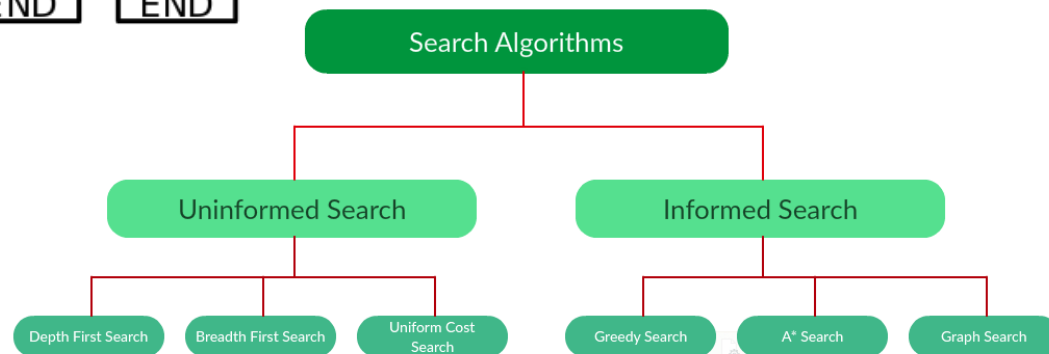 END
END
Search Algorithms
Uninformed Search
Informed Search
Depth First Search
Breadth First Search
Uniform Cost
Search
Greedy Search
A* Search
Graph Search